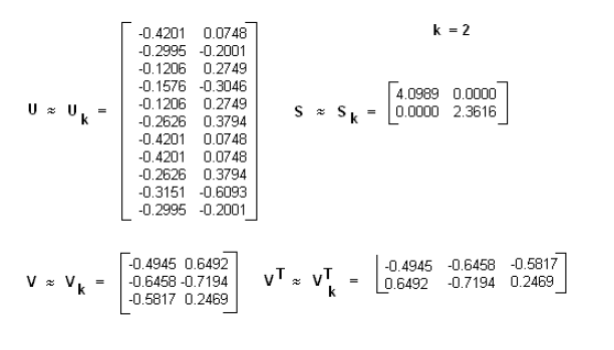 k = 2
U ≈ U k =
-0.4201 0.0748
-0.2995 -0.2001
-0.1206 0.2749
-0.1576 -0.3046
-0.1206 0.2749
-0.2626 0.3794
-0.4201 0.0748
-0.4201 0.0748
-0.2626 0.3794
-0.3151 -0.6093
-0.2995 -0.2001
S ≈ S k =
4.0989 0.0000
0.0000 2.3616
V ≈ V k =
-0.4945 0.6492
-0.6458 -0.7194
-0.5817 0.2469
V T ≈ V T k =
-0.4945 -0.6458 -0.5817
0.6492 -0.7194 0.2469